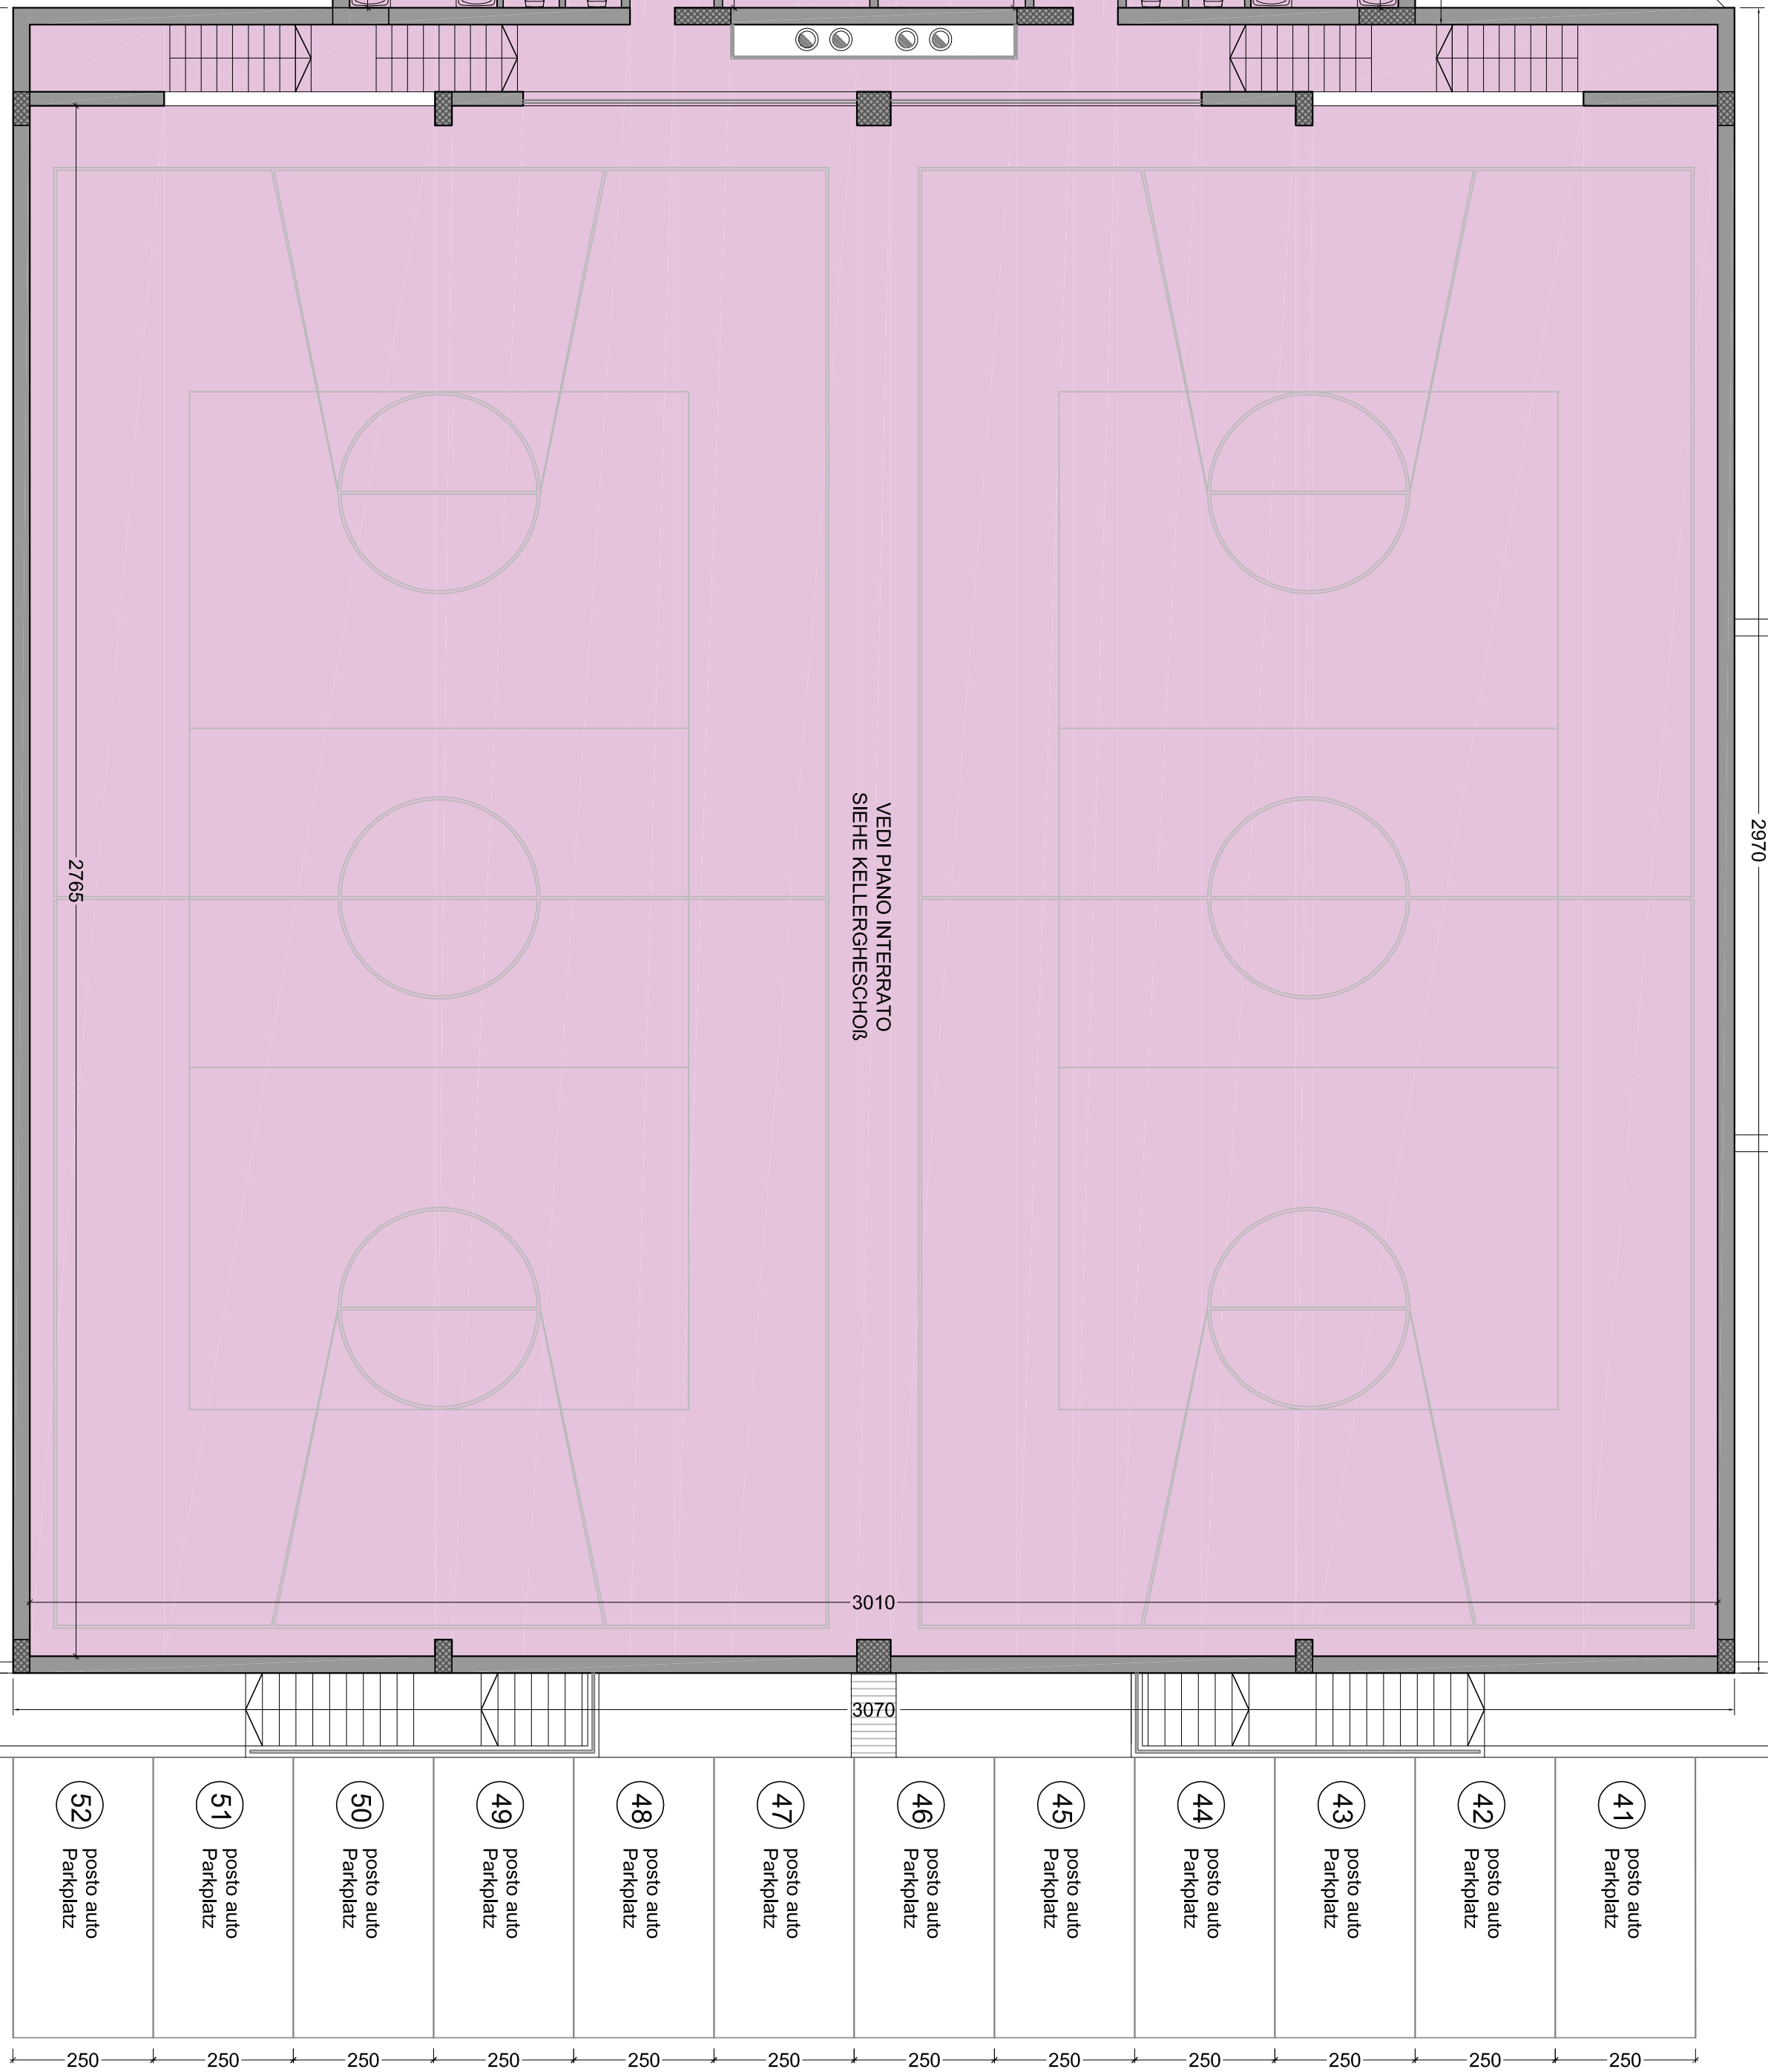 2970
2765
VEDI PIANO INTERRATO
SIEHE KELLERGHESCHOß
3010
3070
52
posto auto
Parkplatz
51
posto auto
Parkplatz
50
posto auto
Parkplatz
49
posto auto
Parkplatz
48
posto auto
Parkplatz
47
posto auto
Parkplatz
46
posto auto
Parkplatz
45
posto auto
Parkplatz
44
posto auto
Parkplatz
43
posto auto
Parkplatz
42
posto auto
Parkplatz
41
posto auto
Parkplatz
250 250 250 250 250 250 250 250 250 250 250 250